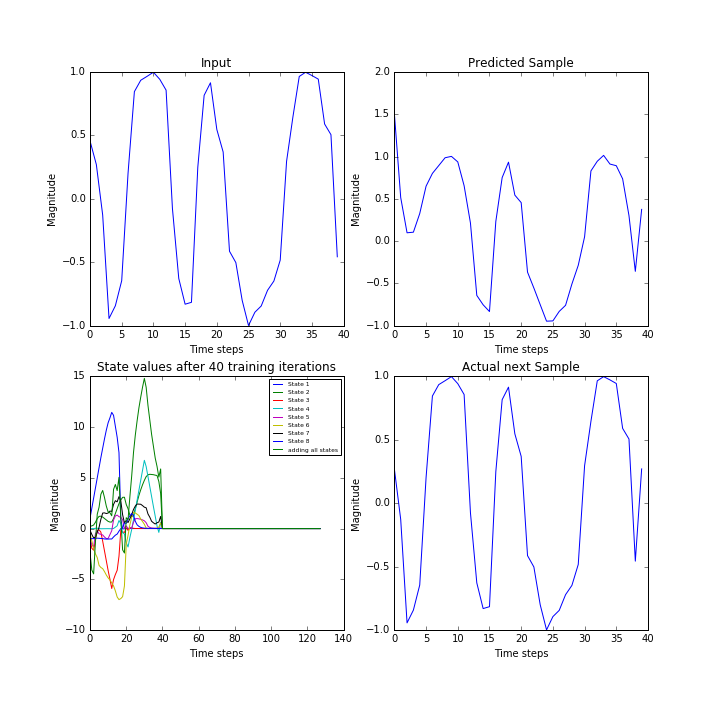 Input
Magnitude
1.0
0.5
0.0
−0.5
−1.0
0 5 10 15 20 25 30 35 40
Time steps
Predicted Sample
Magnitude
2.0
1.5
1.0
0.5
0.0
−0.5
−1.0
0 5 10 15 20 25 30 35 40
Time steps
State values after 40 training iterations
Magnitude
15
10
5
0
−5
−10
State 1
State 2
State 3
State 4
State 5
State 6
State 7
State 8
adding all states
0 20 40 60 80 100 120 140
Time steps
Actual next Sample
Magnitude
1.0
0.5
0.0
−0.5
−1.0
0 5 10 15 20 25 30 35 40
Time steps